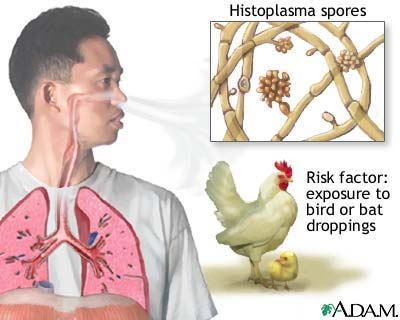 Histoplasma spores
Risk factor:
exposure to
bird or bat
droppings
A.D.A.M.